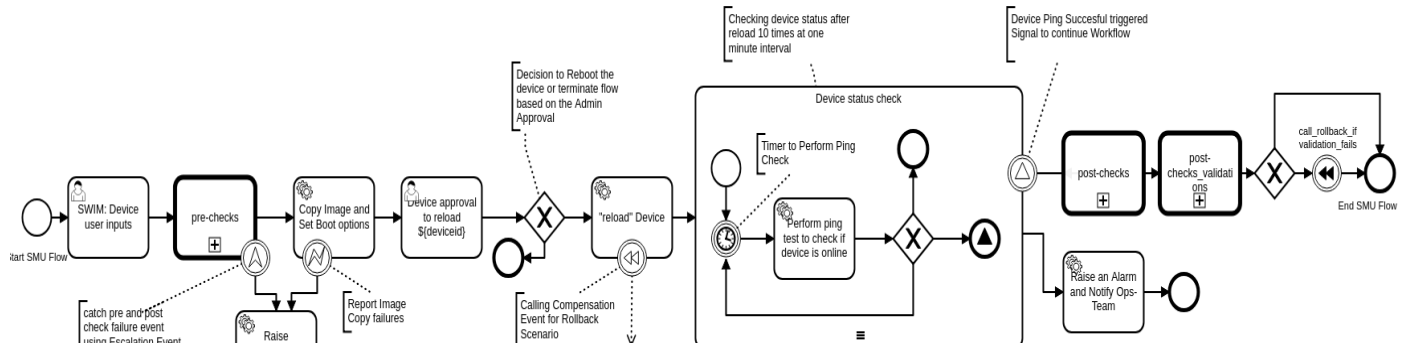 Checking device status after
reload 10 times at one
minute interval
Device Ping Succesful triggered
Signal to continue Workflow
Decision to Reboot the
device or terminate flow
based on the Admin
Approval
Device status check
Timer to Perform Ping
Check
call_rollback_if
validation_fails
SWIM: Device
user inputs
pre-checks
Copy Image and
Set Boot options
Device approval
to reload
${deviceid}
"reload" Device
Perform ping
test to check if
device is online
post-checks
post-
checks_validati
ons
End SMU Flow
Start SMU Flow
catch pre and post
check failure event
using Escalation Event
Report Image
Copy failures
Raise
Calling Compensation
Event for Rollback
Scenario
Raise an Alarm
and Notify Ops-
Team